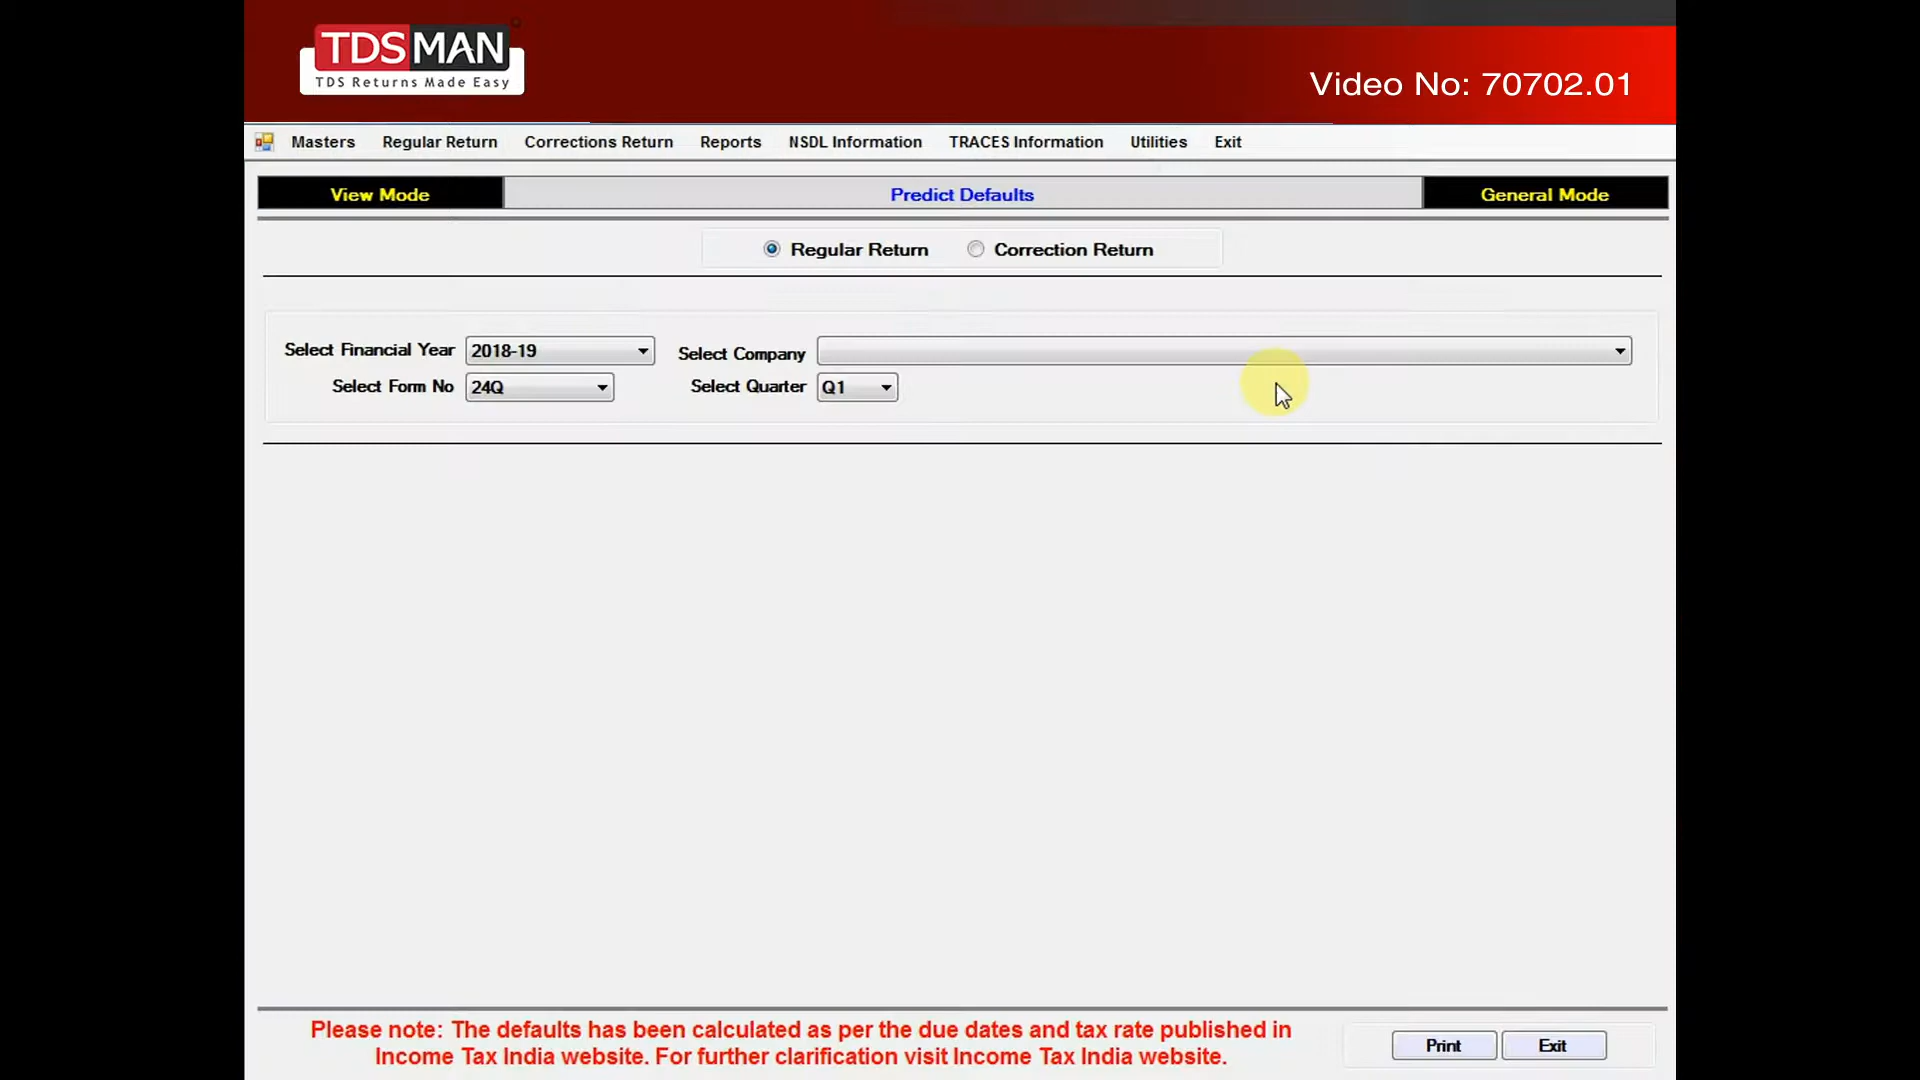 TDSMAN
TDS Returns Made Easy
Video No: 70702.01
Masters Regular Return Corrections Return Reports NSDL Information TRACES Information Utilities Exit
View Mode Predict Defaults General Mode
Regular Return Correction Return
Select Financial Year 2018-19 Select Company
Select Form No 24Q Select Quarter Q1
Please note: The defaults has been calculated as per the due dates and tax rate published in
Income Tax India website. For further clarification visit Income Tax India website.
Print Exit